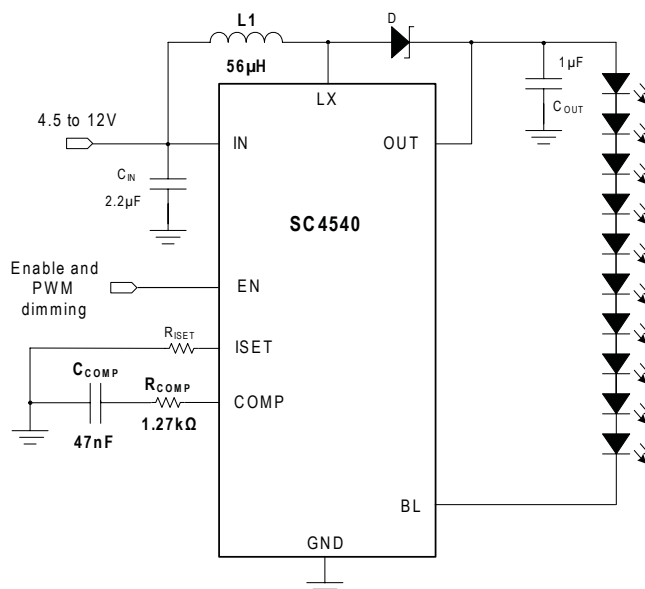 L1
D
56µH
1µF
LX
C OUT
4.5 to 12V
IN
OUT
C IN
2.2µF
SC4540
Enable and
PWM
dimming
EN
R ISET
ISET
C COMP
R COMP
COMP
47nF
1.27kΩ
BL
GND